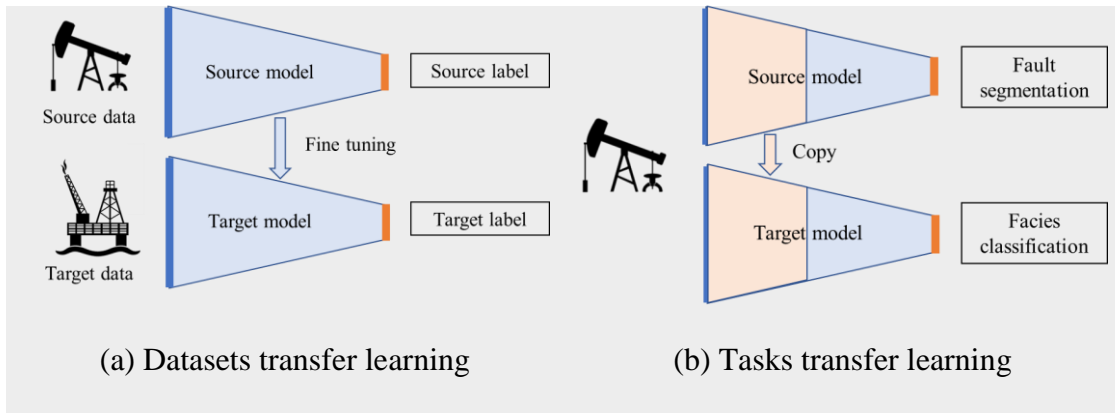 Source data
Source model
Source label
Fine tuning
Target data
Target model
Target label
(a) Datasets transfer learning
Source model
Fault
segmentation
Copy
Target model
Facies
classification
(b) Tasks transfer learning